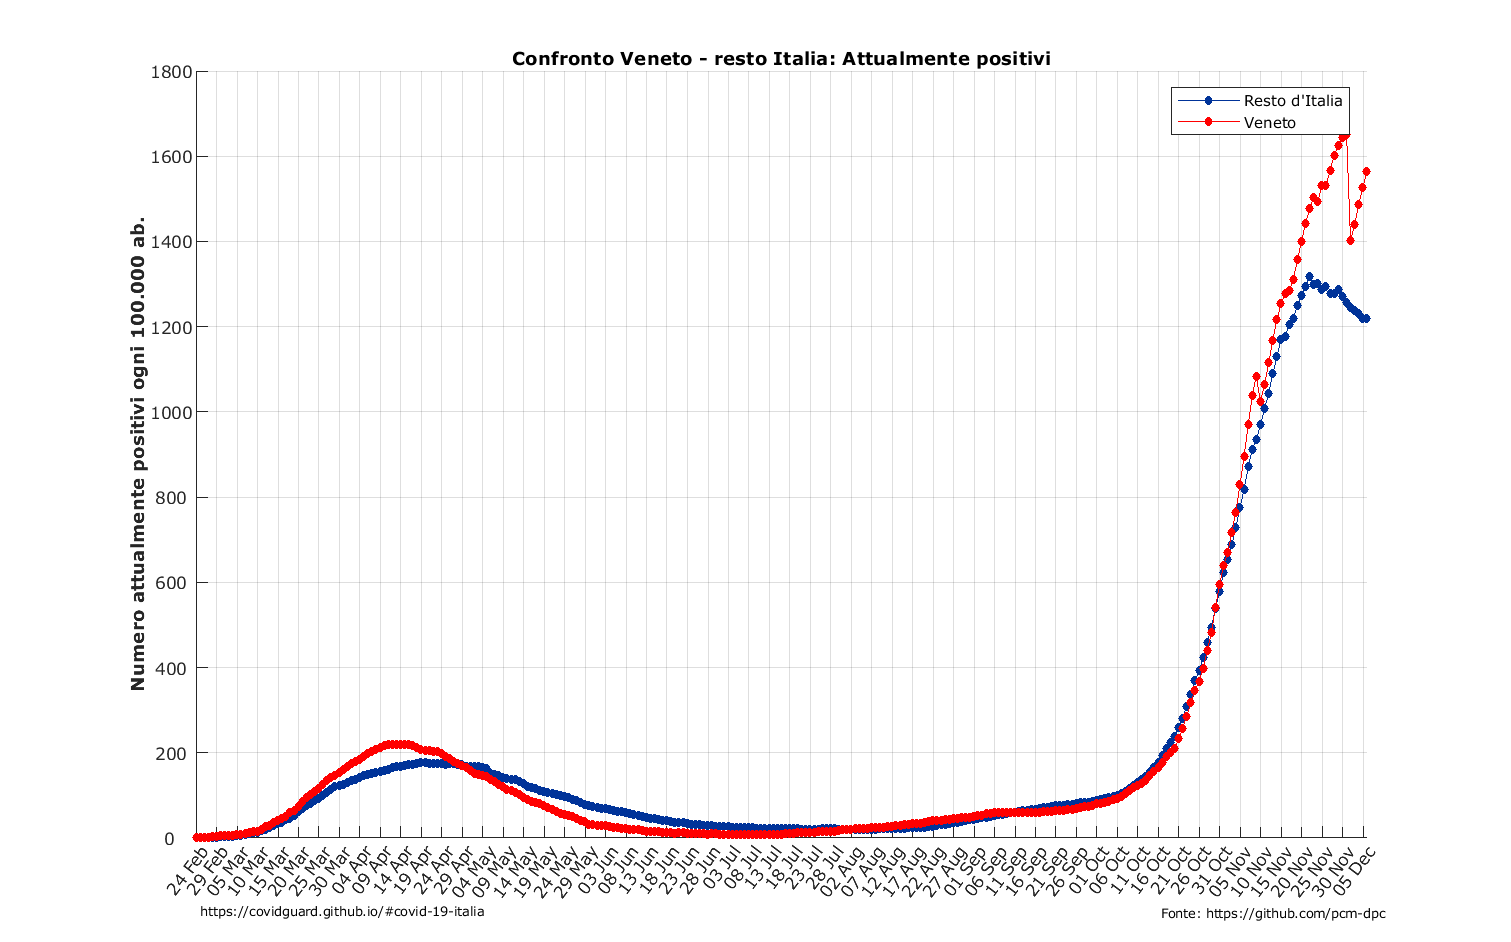 Confronto Veneto - resto Italia: Attualmente positivi
Resto d'Italia
Veneto
Numero attualmente positivi ogni 100.000 ab.
1800
1600
1400
1200
1000
800
600
400
200
0
24 Feb
29 Feb
05 Mar
10 Mar
15 Mar
20 Mar
25 Mar
30 Mar
04 Apr
09 Apr
14 Apr
19 Apr
24 Apr
29 Apr
04 May
09 May
14 May
19 May
24 May
29 May
03 Jun
08 Jun
13 Jun
18 Jun
23 Jun
28 Jun
03 Jul
08 Jul
13 Jul
18 Jul
23 Jul
28 Jul
02 Aug
07 Aug
12 Aug
17 Aug
22 Aug
27 Aug
01 Sep
06 Sep
11 Sep
16 Sep
21 Sep
26 Sep
01 Oct
06 Oct
11 Oct
16 Oct
21 Oct
26 Oct
31 Oct
05 Nov
10 Nov
15 Nov
20 Nov
25 Nov
30 Nov
05 Dec
https://covidguard.github.io/#covid-19-italia
Fonte: https://github.com/pcm-dpc